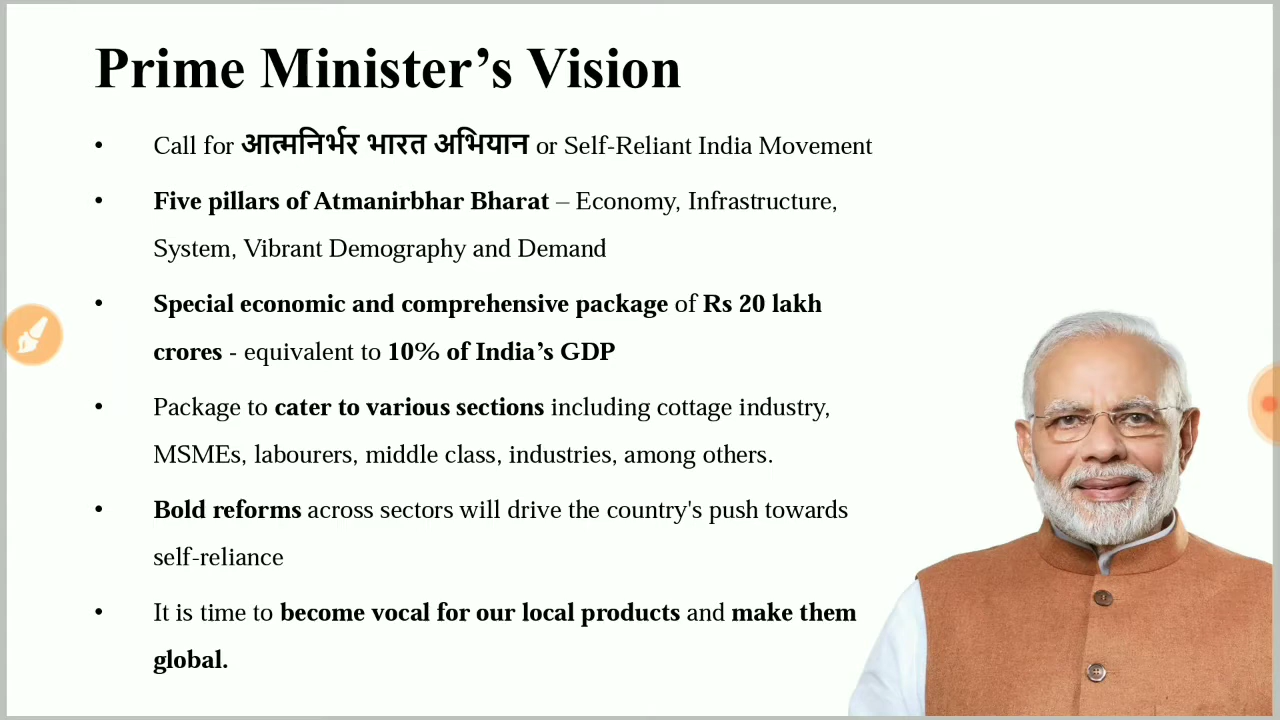 Prime Minister’s Vision
• Call for आत्मनिर्भर भारत अभियान or Self-Reliant India Movement
• Five pillars of Atmanirbhar Bharat – Economy, Infrastructure,
System, Vibrant Demography and Demand
• Special economic and comprehensive package of Rs 20 lakh
crores - equivalent to 10% of India’s GDP
• Package to cater to various sections including cottage industry,
MSMEs, labourers, middle class, industries, among others.
• Bold reforms across sectors will drive the country's push towards
self-reliance
• It is time to become vocal for our local products and make them
global.